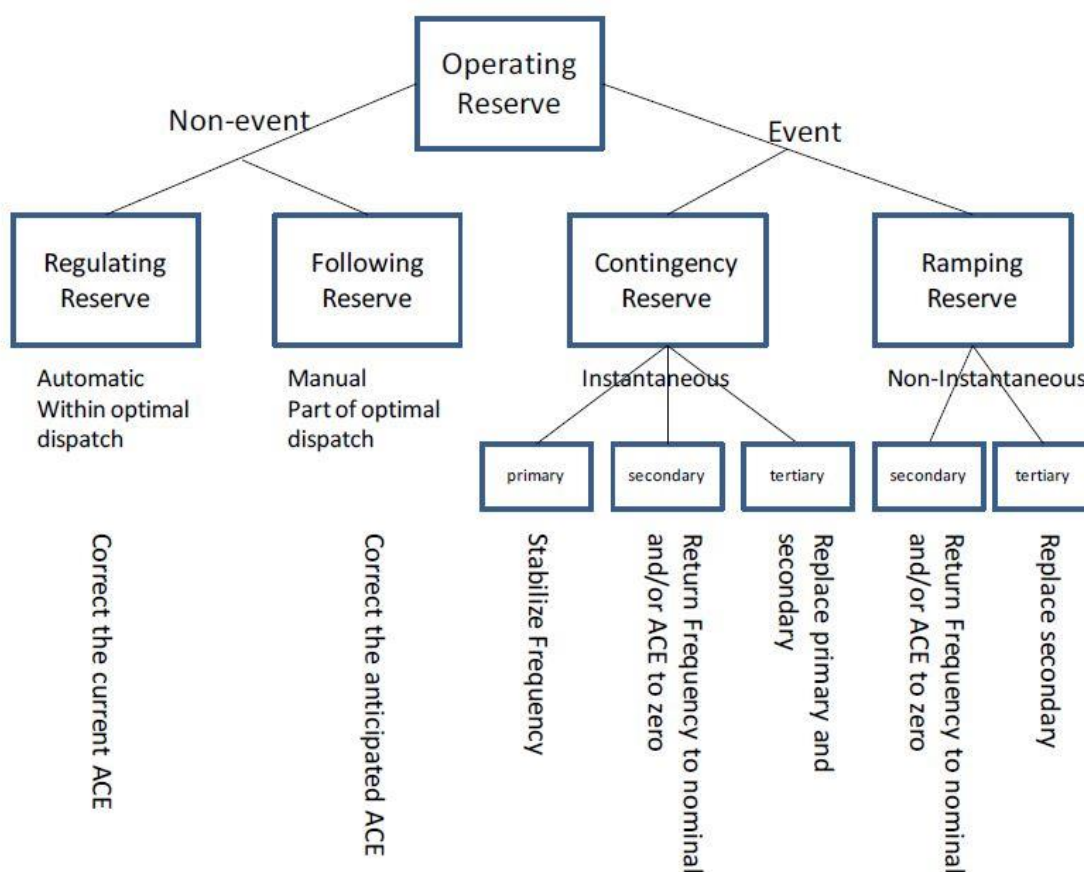 Operating
Reserve
Non-event
Event
Regulating
Reserve
Following
Reserve
Contingency
Reserve
Ramping
Reserve
Automatic
Within optimal
dispatch
Manual
Part of optimal
dispatch
Instantaneous
Non-Instantaneous
primary
secondary
tertiary
secondary
tertiary
Correct the current ACE
Correct the anticipated ACE
Stabilize Frequency
Return Frequency to nominal
and/or ACE to zero
Replace primary and
secondary
Return Frequency to nominal
and/or ACE to zero
Replace secondary